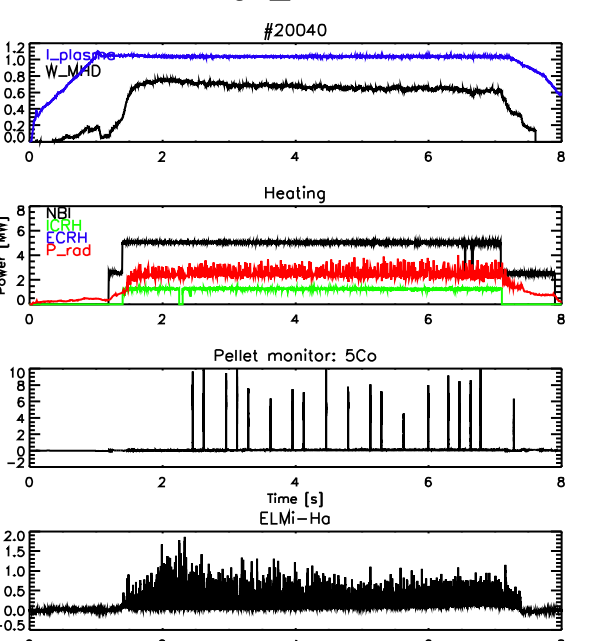 #20040
1.2
I_plasma
1.0
W_MHD
0.8
0.6
0.4
0.2
0.0
0 2 4 6 8
Heating
8
NBI
ICRH
6
ECRH
P_rad
4
2
0
Power [MW]
0 2 4 6 8
Pellet monitor: 5Co
10
8
6
4
2
0
-2
0 2 4 6 8
Time [s]
ELMi-Ha
2.0
1.5
1.0
0.5
0.0
-0.5